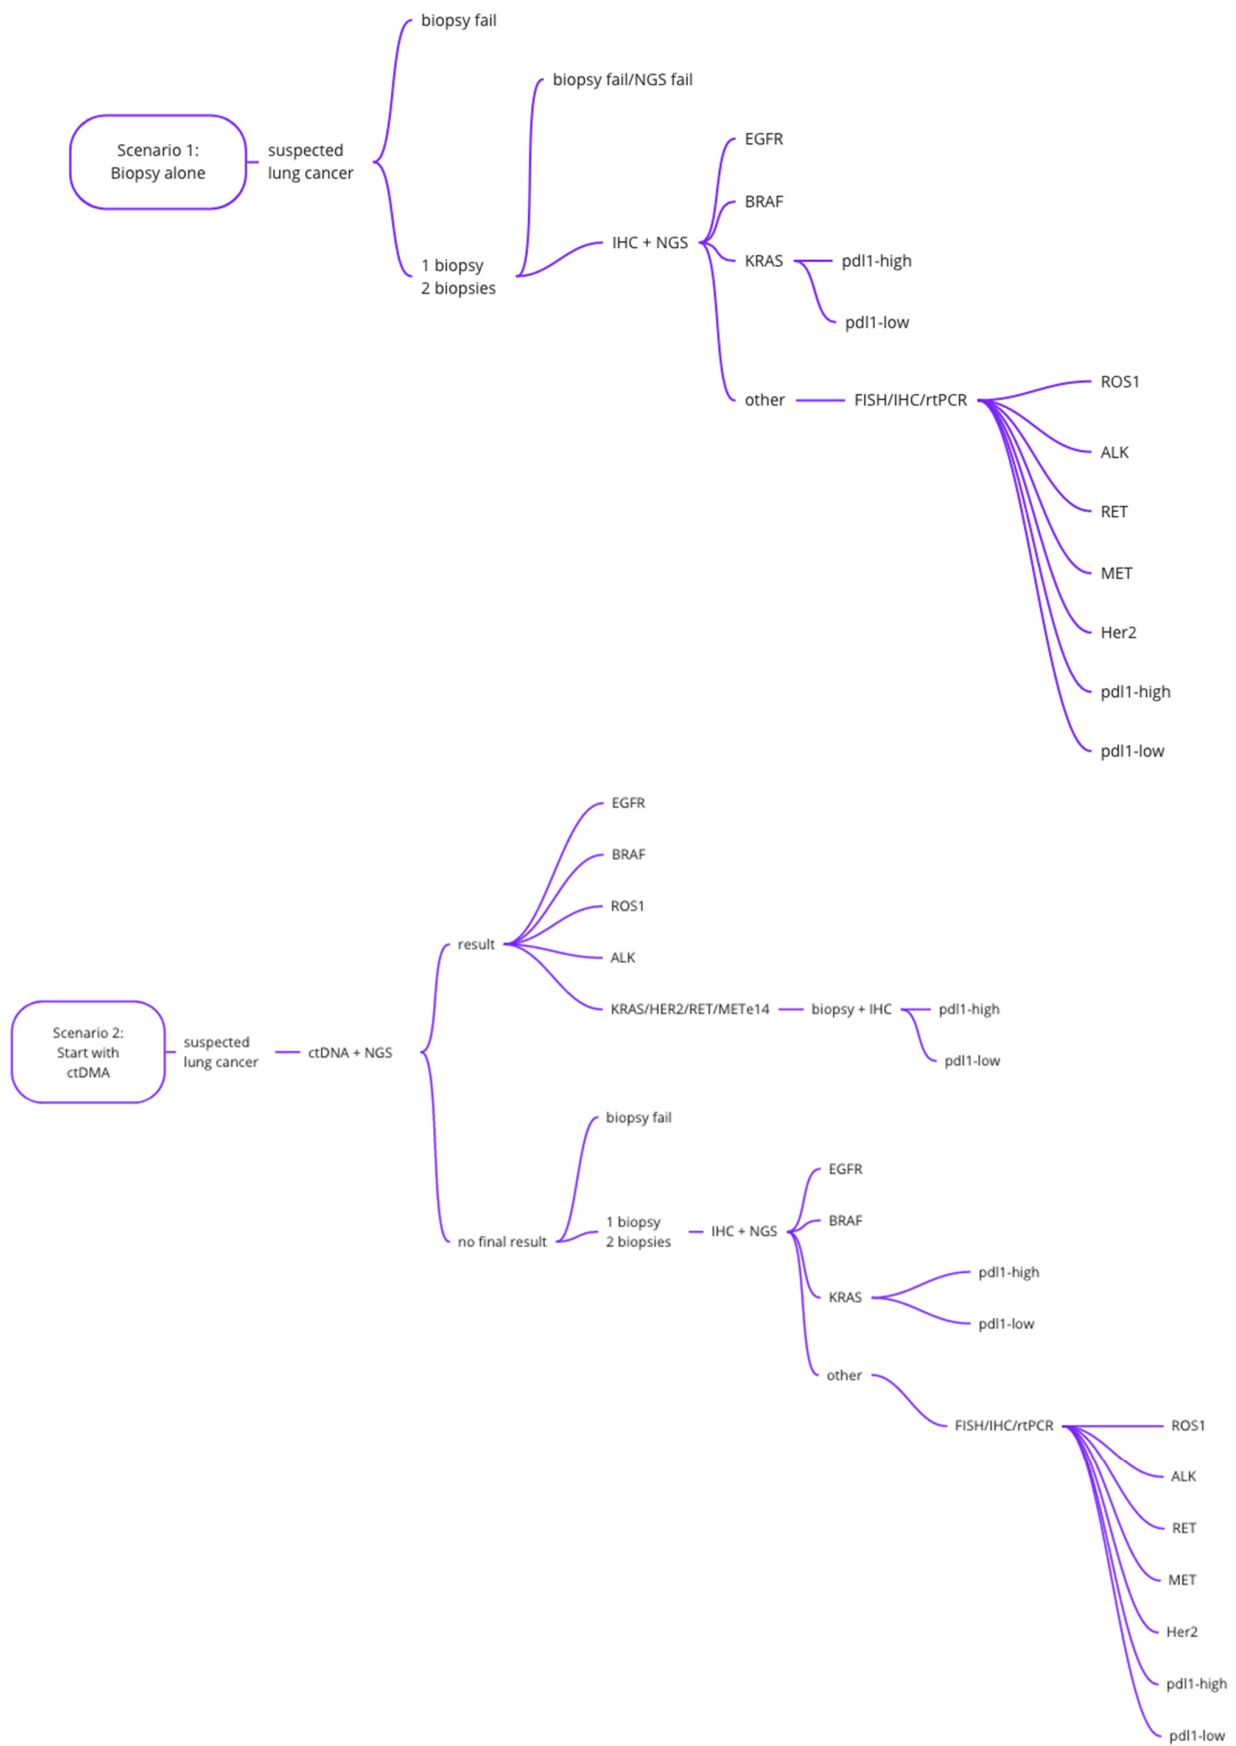 biopsy fail
biopsy fail/NGS fail
Scenario 1:
Biopsy alone
suspected
lung cancer
EGFR
BRAF
IHC + NGS
KRAS
pdl1-high
1 biopsy
2 biopsies
pdl1-low
other
FISH/IHC/rtPCR
ROS1
ALK
RET
MET
Her2
pdl1-high
pdl1-low
EGFR
BRAF
ROS1
result
ALK
KRAS/HER2/RET/METe14
biopsy + IHC
pdl1-high
Scenario 2:
Start with
ctDMA
suspected
lung cancer
ctDNA + NGS
pdl1-low
biopsy fail
EGFR
1 biopsy
2 biopsies
IHC + NGS
BRAF
no final result
pdl1-high
KRAS
pdl1-low
other
FISH/IHC/rtPCR
ROS1
ALK
RET
MET
Her2
pdl1-high
pdl1-low